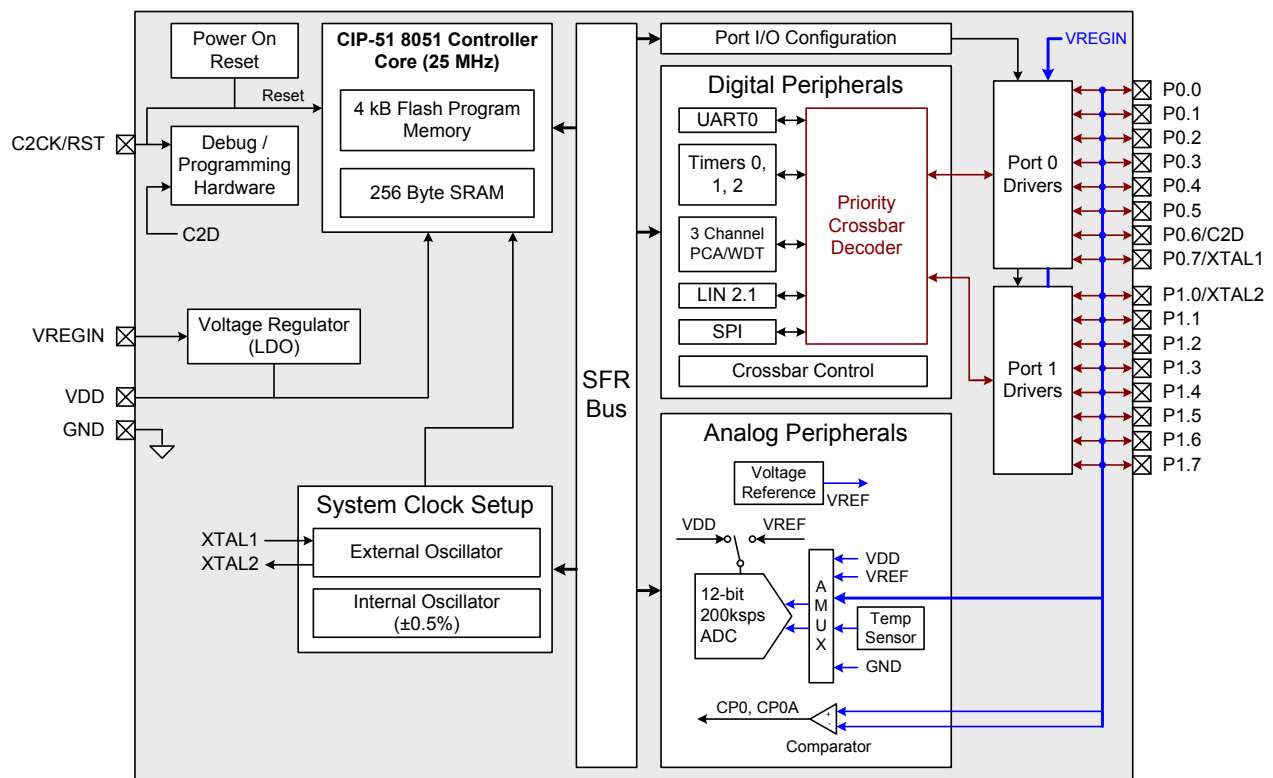 Power On
Reset
Reset
C2CK/RST
Debug /
Programming
Hardware
C2D
CIP-51 8051 Controller
Core (25 MHz)
4 kB Flash Program
Memory
256 Byte SRAM
VREGIN
Voltage Regulator
(LDO)
VDD
GND
System Clock Setup
XTAL1
XTAL2
External Oscillator
Internal Oscillator
(±0.5%)
SFR
Bus
Port I/O Configuration
Digital Peripherals
UART0
Timers 0,
1, 2
3 Channel
PCA/WDT
LIN 2.1
SPI
Priority
Crossbar
Decoder
Crossbar Control
Analog Peripherals
Voltage
Reference
VREF
VDD
VREF
12-bit
200ksps
ADC
A
M
U
X
VDD
VREF
Temp
Sensor
GND
CP0, CP0A
+
-
Comparator
VREGIN
Port 0
Drivers
Port 1
Drivers
P0.0
P0.1
P0.2
P0.3
P0.4
P0.5
P0.6/C2D
P0.7/XTAL1
P1.0/XTAL2
P1.1
P1.2
P1.3
P1.4
P1.5
P1.6
P1.7